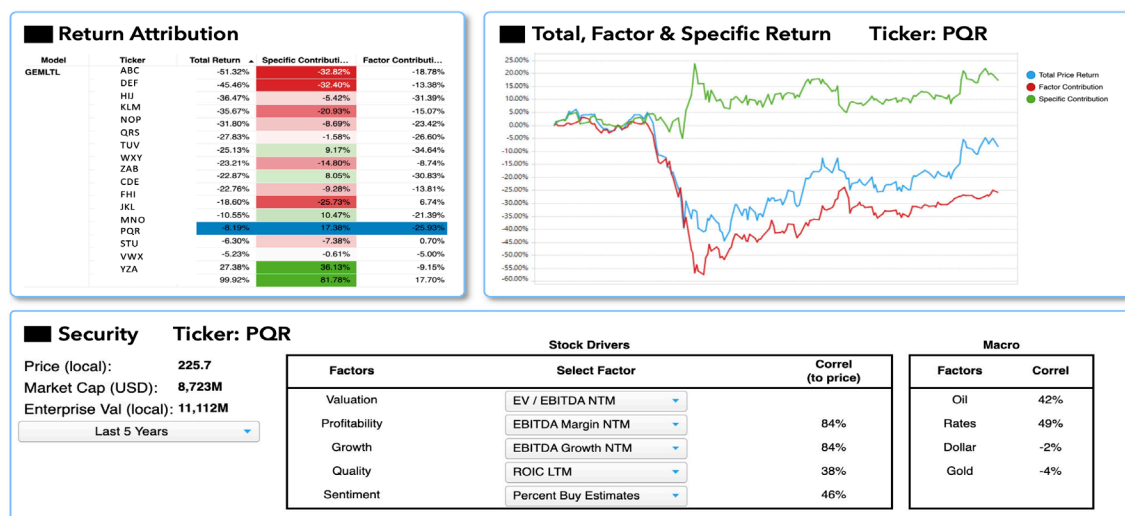 Return Attribution
Model Ticker Total Return Specific Contributi... Factor Contributi...
GEMLTL ABC -51.32% -32.82% -18.78%
DEF -45.46% -32.40% -13.38%
HIJ -36.47% -5.42% -31.39%
KLM -35.67% -20.93% -15.07%
NOP -31.80% -8.69% -23.42%
QRS -27.83% -1.58% -26.60%
TUV -25.13% 9.17% -34.64%
WXY -23.21% -14.80% -8.74%
ZAB -22.87% 8.05% -30.83%
CDE -22.76% -9.28% -13.81%
FHI -18.60% -25.73% 6.74%
JKL -10.55% 10.47% -21.39%
MNO
PQR -8.19% 17.38% -25.93%
STU -6.30% -7.38% 0.70%
VWX -5.23% -0.61% -5.00%
YZA 27.38% 36.13% -9.15%
99.92% 81.78% 17.70%
Total, Factor & Specific Return Ticker: PQR
25.00%
20.00%
15.00%
10.00%
5.00%
0.00%
-5.00%
-10.00%
-15.00%
-20.00%
-25.00%
-30.00%
-35.00%
-40.00%
-45.00%
-50.00%
-55.00%
-60.00%
Total Price Return
Factor Contribution
Specific Contribution
Security Ticker: PQR
Price (local): 225.7
Market Cap (USD): 8,723M
Enterprise Val (local): 11,112M
Last 5 Years
Stock Drivers
Factors Select Factor Correl
(to price)
Valuation EV / EBITDA NTM
Profitability EBITDA Margin NTM 84%
Growth EBITDA Growth NTM 84%
Quality ROIC LTM 38%
Sentiment Percent Buy Estimates 46%
Macro
Factors Correl
Oil 42%
Rates 49%
Dollar -2%
Gold -4%